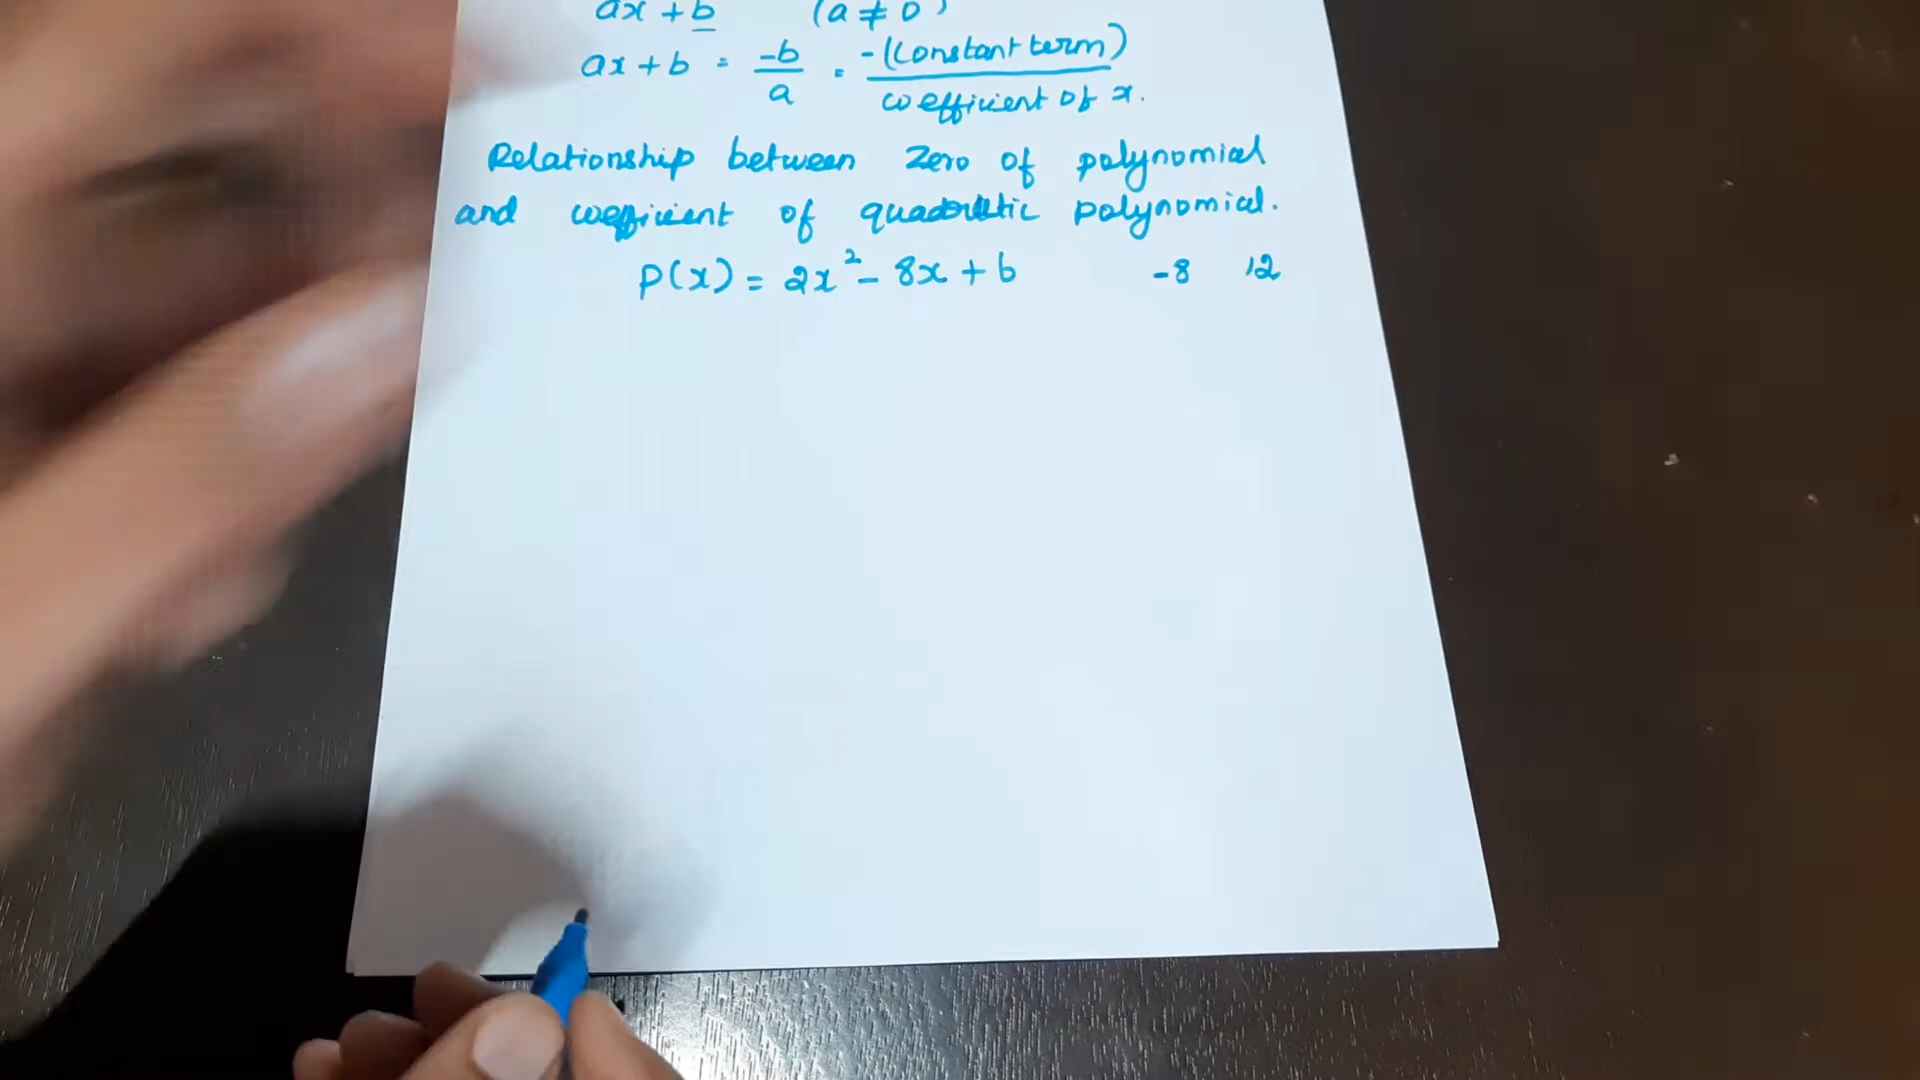 ax + b (a ≠ 0)
ax + b = -b/a = -(constant term)/coefficient of x.
Relationship between zero of polynomial
and coefficient of quadratic polynomial.
P(x) = 2x² - 8x + 6 -8 12